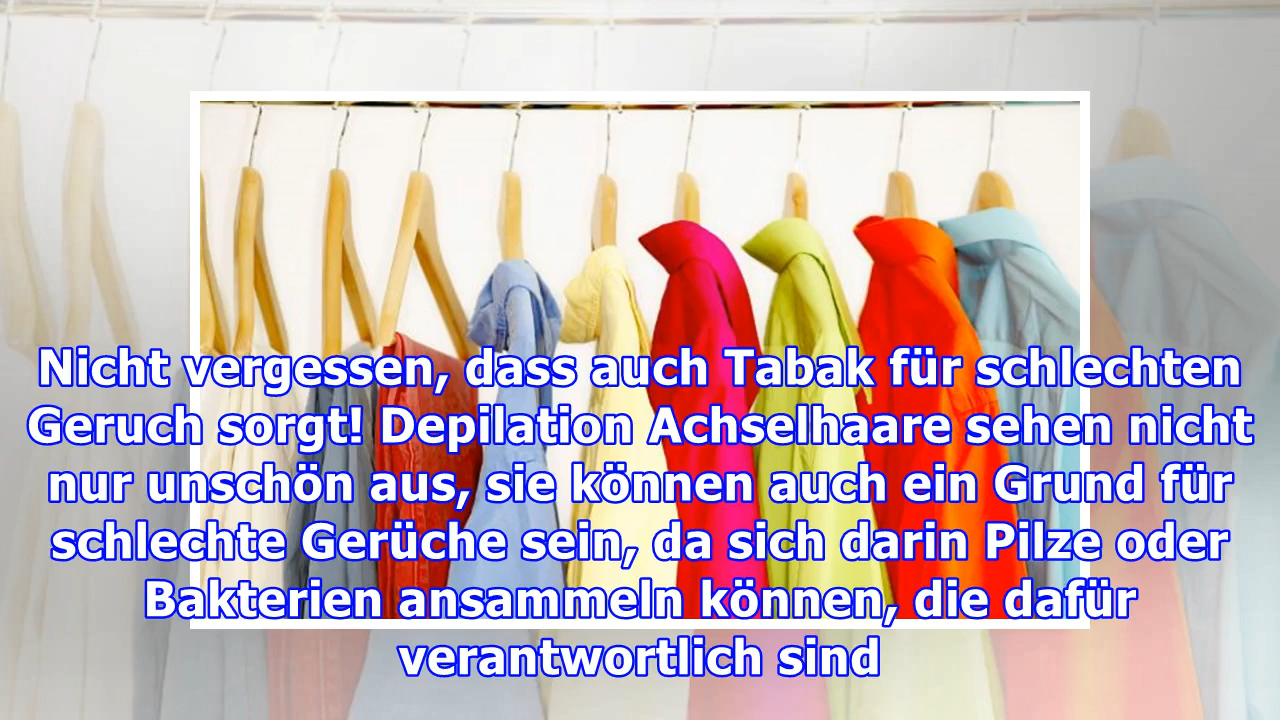 Nicht vergessen, dass auch Tabak für schlechten
Geruch sorgt! Depilation Achselhaare sehen nicht
nur unschön aus, sie können auch ein Grund für
schlechte Gerüche sein, da sich darin Pilze oder
Bakterien ansammeln können, die dafür
verantwortlich sind